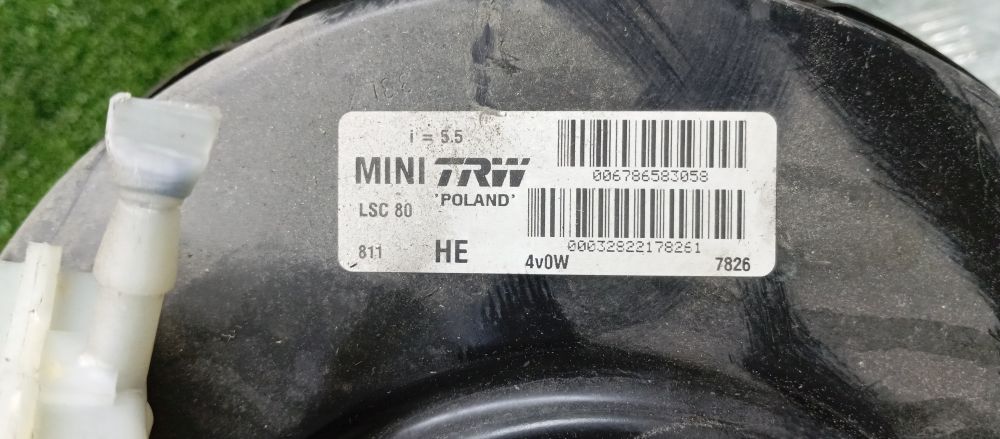 i = 5.5
MINI TRW
006786583058
LSC 80 'POLAND'
00032822178261
811 HE 4v0W 7826